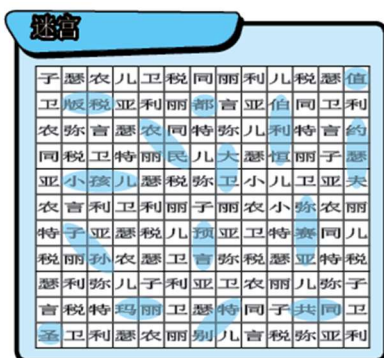 迷宫
子瑟农儿卫税同丽利儿税瑟值
卫版税亚利丽都言亚伯同卫利
农弥言瑟农同特弥儿利特言约
同税卫特丽民儿大瑟恒丽子瑟
亚小孩儿瑟税弥卫小儿卫亚夫
农言利卫利丽子丽农小弥农丽
特子亚瑟税儿预亚卫特赛同儿
税丽孙农瑟卫言弥税瑟亚特税
瑟利弥儿子利亚卫农丽儿弥子
言税特玛丽卫瑟特同子共同卫
圣卫利瑟农丽别儿言税弥亚利